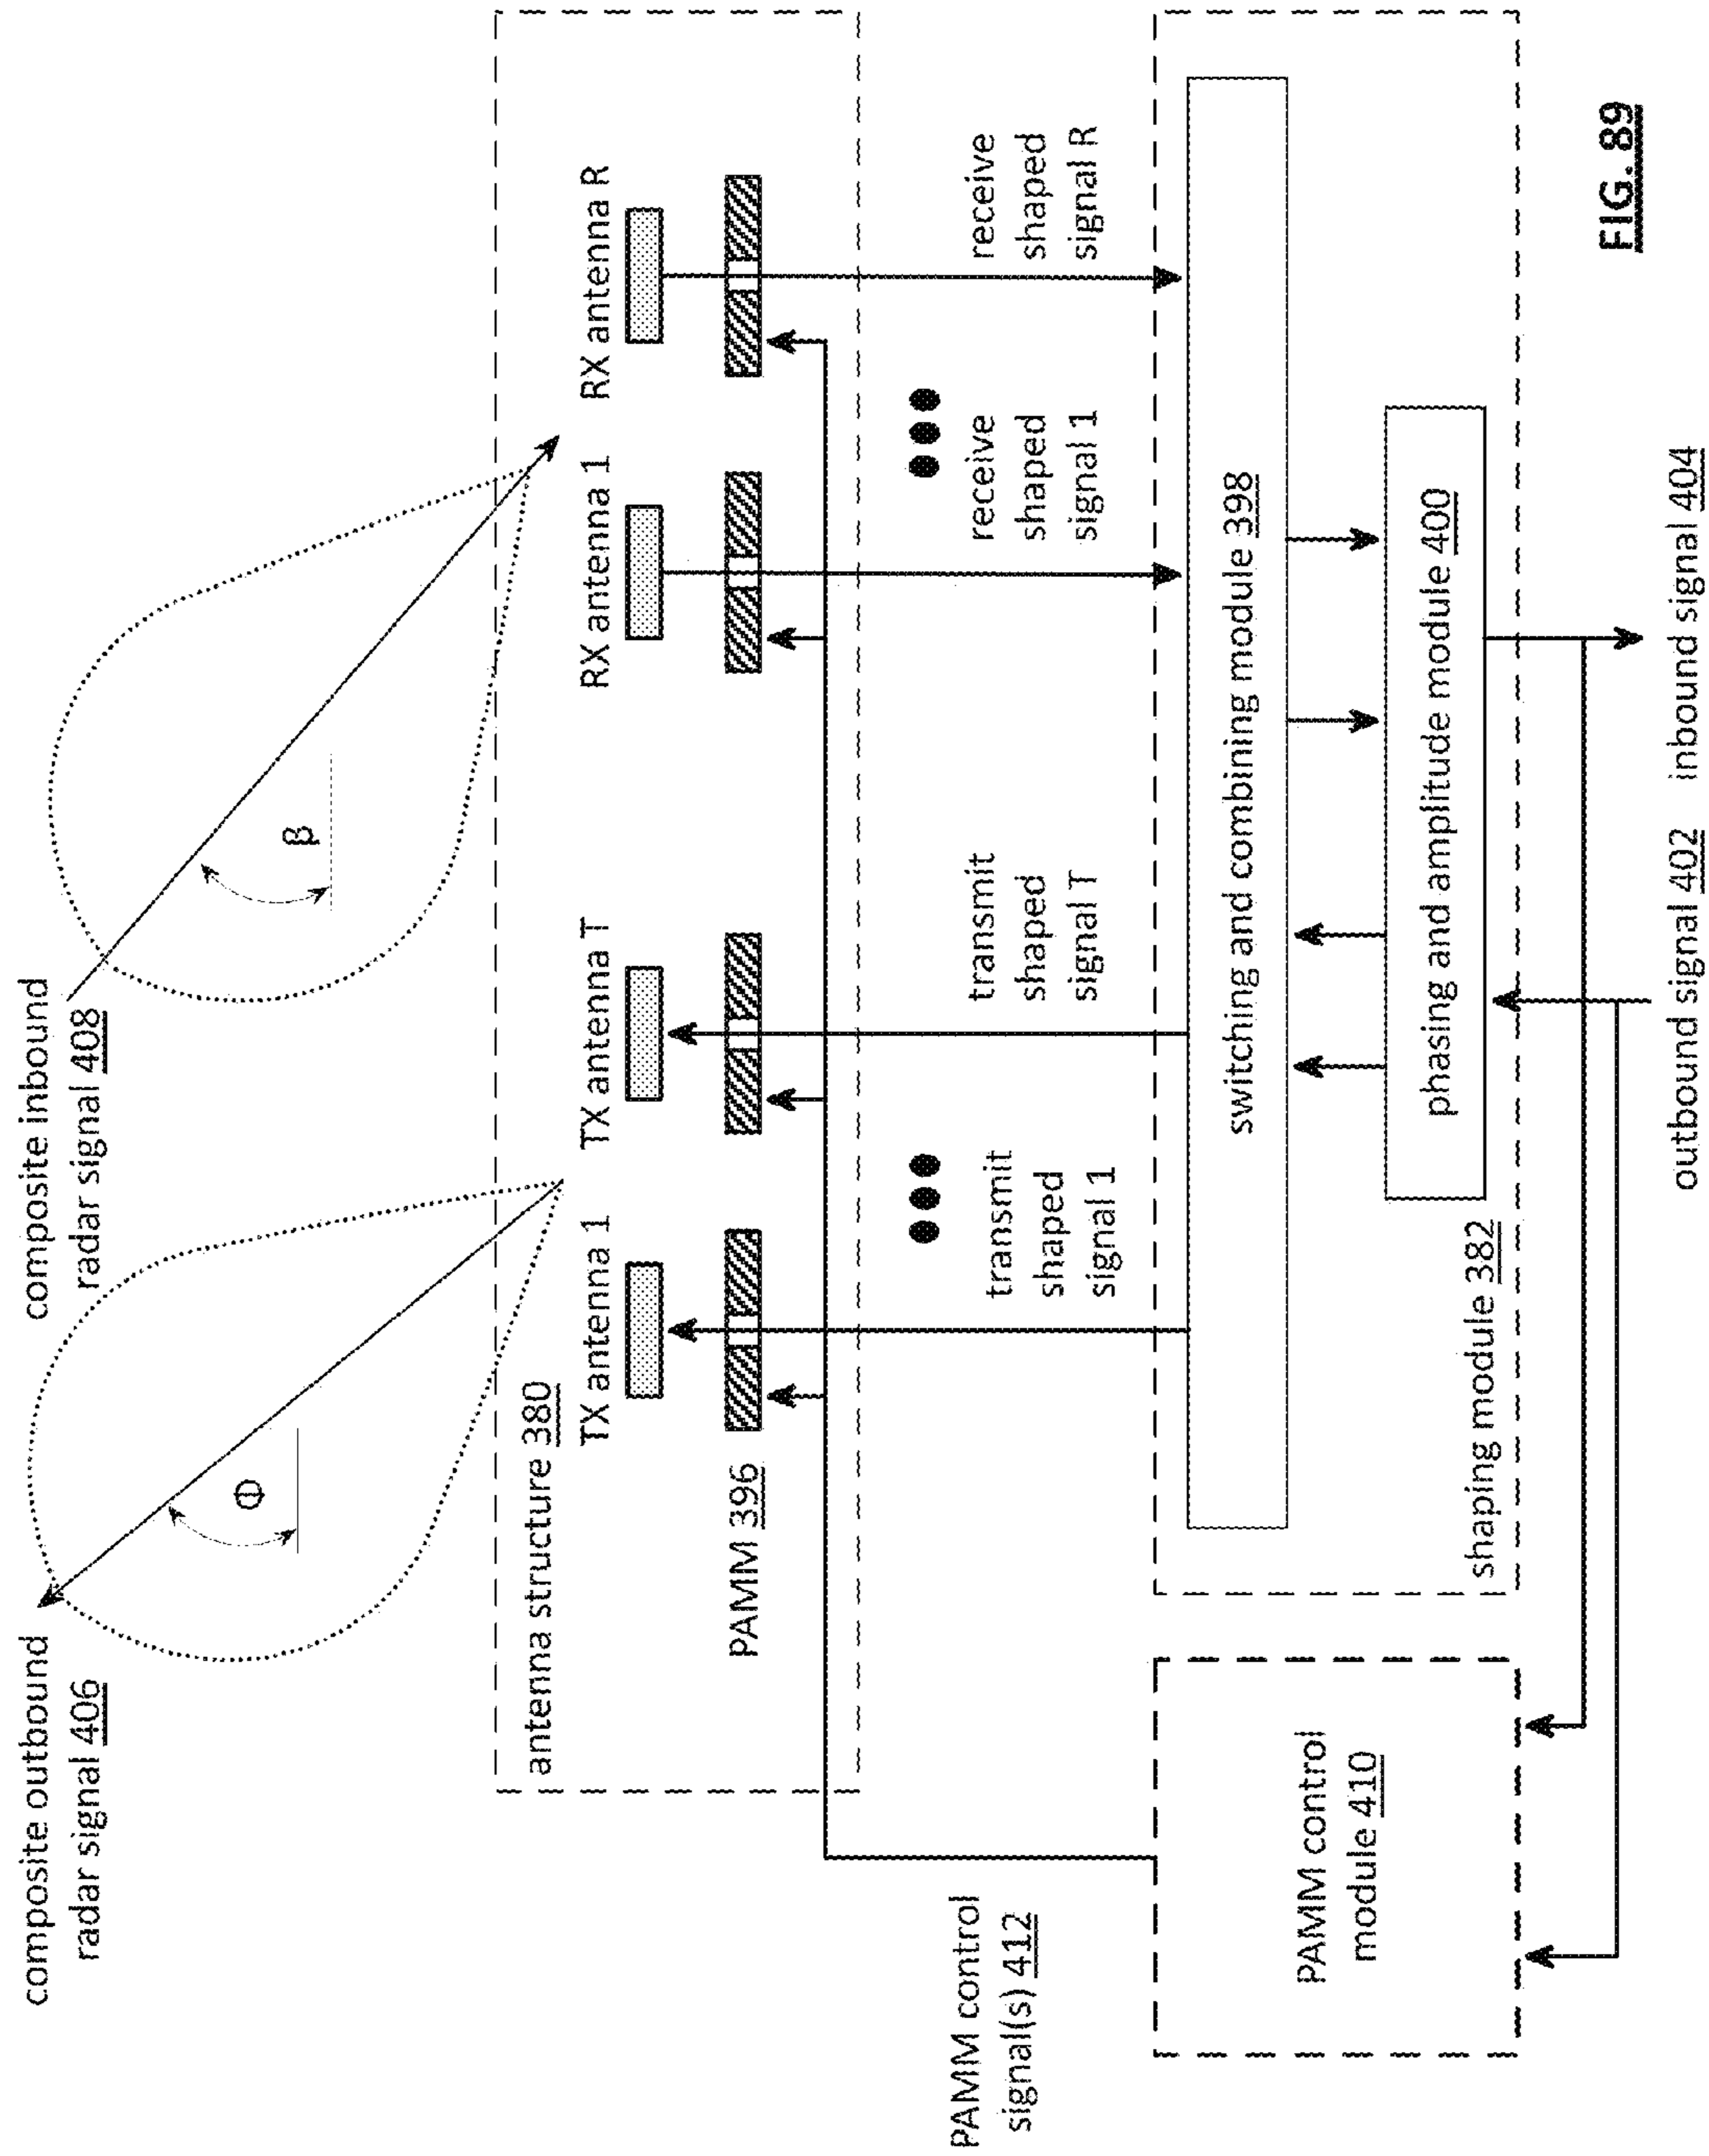 composite outbound
radar signal 406
composite inbound
radar signal 408
Φ
β
antenna structure 380
TX antenna 1
TX antenna T
RX antenna 1
RX antenna R
PAMM 396
PAMM control
signal(s) 412
transmit
shaped
signal 1
transmit
shaped
signal T
receive
shaped
signal 1
receive
shaped
signal R
switching and combining module 398
phasing and amplitude module 400
shaping module 382
PAMM control
module 410
outbound signal 402
inbound signal 404
FIG. 89